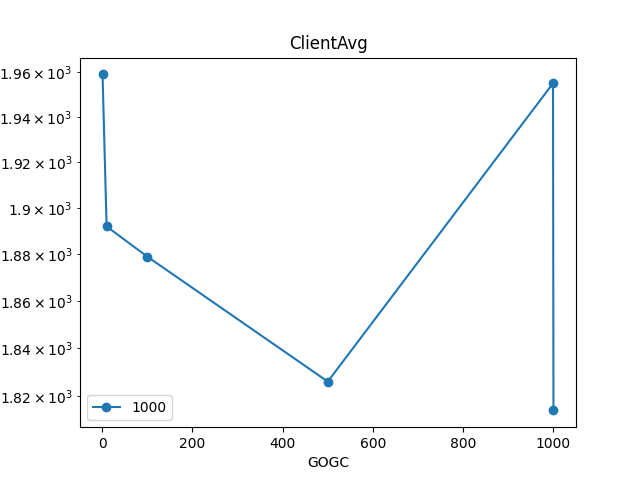 ClientAvg
1.96 × 10³
1.94 × 10³
1.92 × 10³
1.9 × 10³
1.88 × 10³
1.86 × 10³
1.84 × 10³
1.82 × 10³
1000
0 200 400 600 800 1000
GOGC